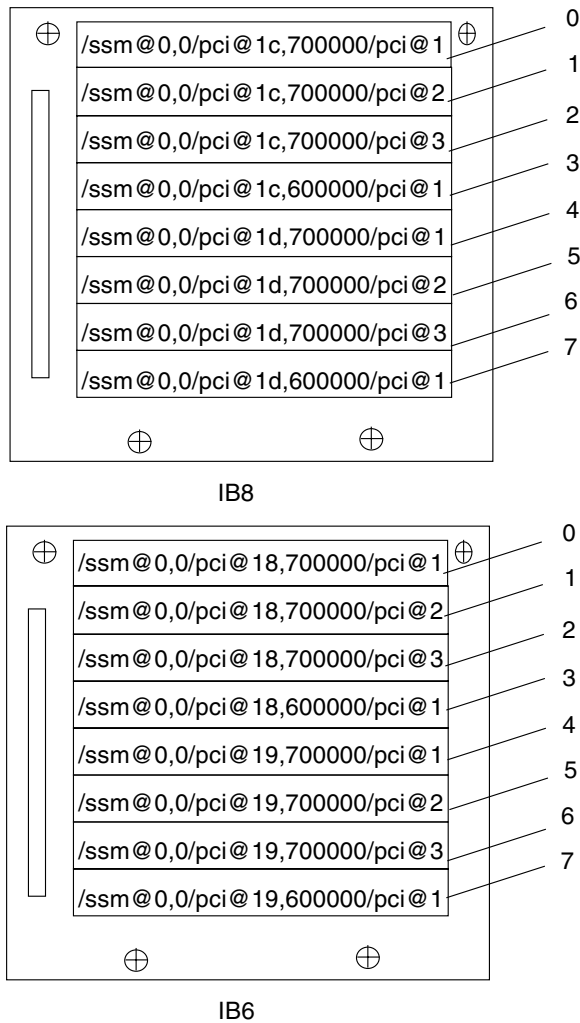 /ssm@0,0/pci@1c,700000/pci@1 0
/ssm@0,0/pci@1c,700000/pci@2 1
/ssm@0,0/pci@1c,700000/pci@3 2
/ssm@0,0/pci@1c,600000/pci@1 3
/ssm@0,0/pci@1d,700000/pci@1 4
/ssm@0,0/pci@1d,700000/pci@2 5
/ssm@0,0/pci@1d,700000/pci@3 6
/ssm@0,0/pci@1d,600000/pci@1 7
IB8
/ssm@0,0/pci@18,700000/pci@1 0
/ssm@0,0/pci@18,700000/pci@2 1
/ssm@0,0/pci@18,700000/pci@3 2
/ssm@0,0/pci@18,600000/pci@1 3
/ssm@0,0/pci@19,700000/pci@1 4
/ssm@0,0/pci@19,700000/pci@2 5
/ssm@0,0/pci@19,700000/pci@3 6
/ssm@0,0/pci@19,600000/pci@1 7
IB6